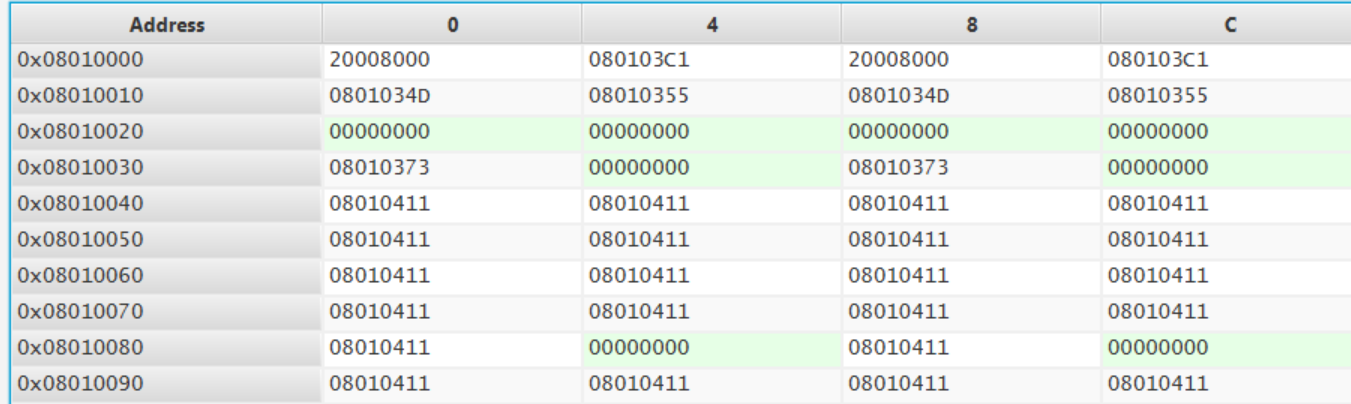 Address 0 4 8 C
0x08010000 20008000 080103C1 20008000 080103C1
0x08010010 0801034D 08010355 0801034D 08010355
0x08010020 00000000 00000000 00000000 00000000
0x08010030 08010373 00000000 08010373 00000000
0x08010040 08010411 08010411 08010411 08010411
0x08010050 08010411 08010411 08010411 08010411
0x08010060 08010411 08010411 08010411 08010411
0x08010070 08010411 08010411 08010411 08010411
0x08010080 08010411 00000000 08010411 00000000
0x08010090 08010411 08010411 08010411 08010411